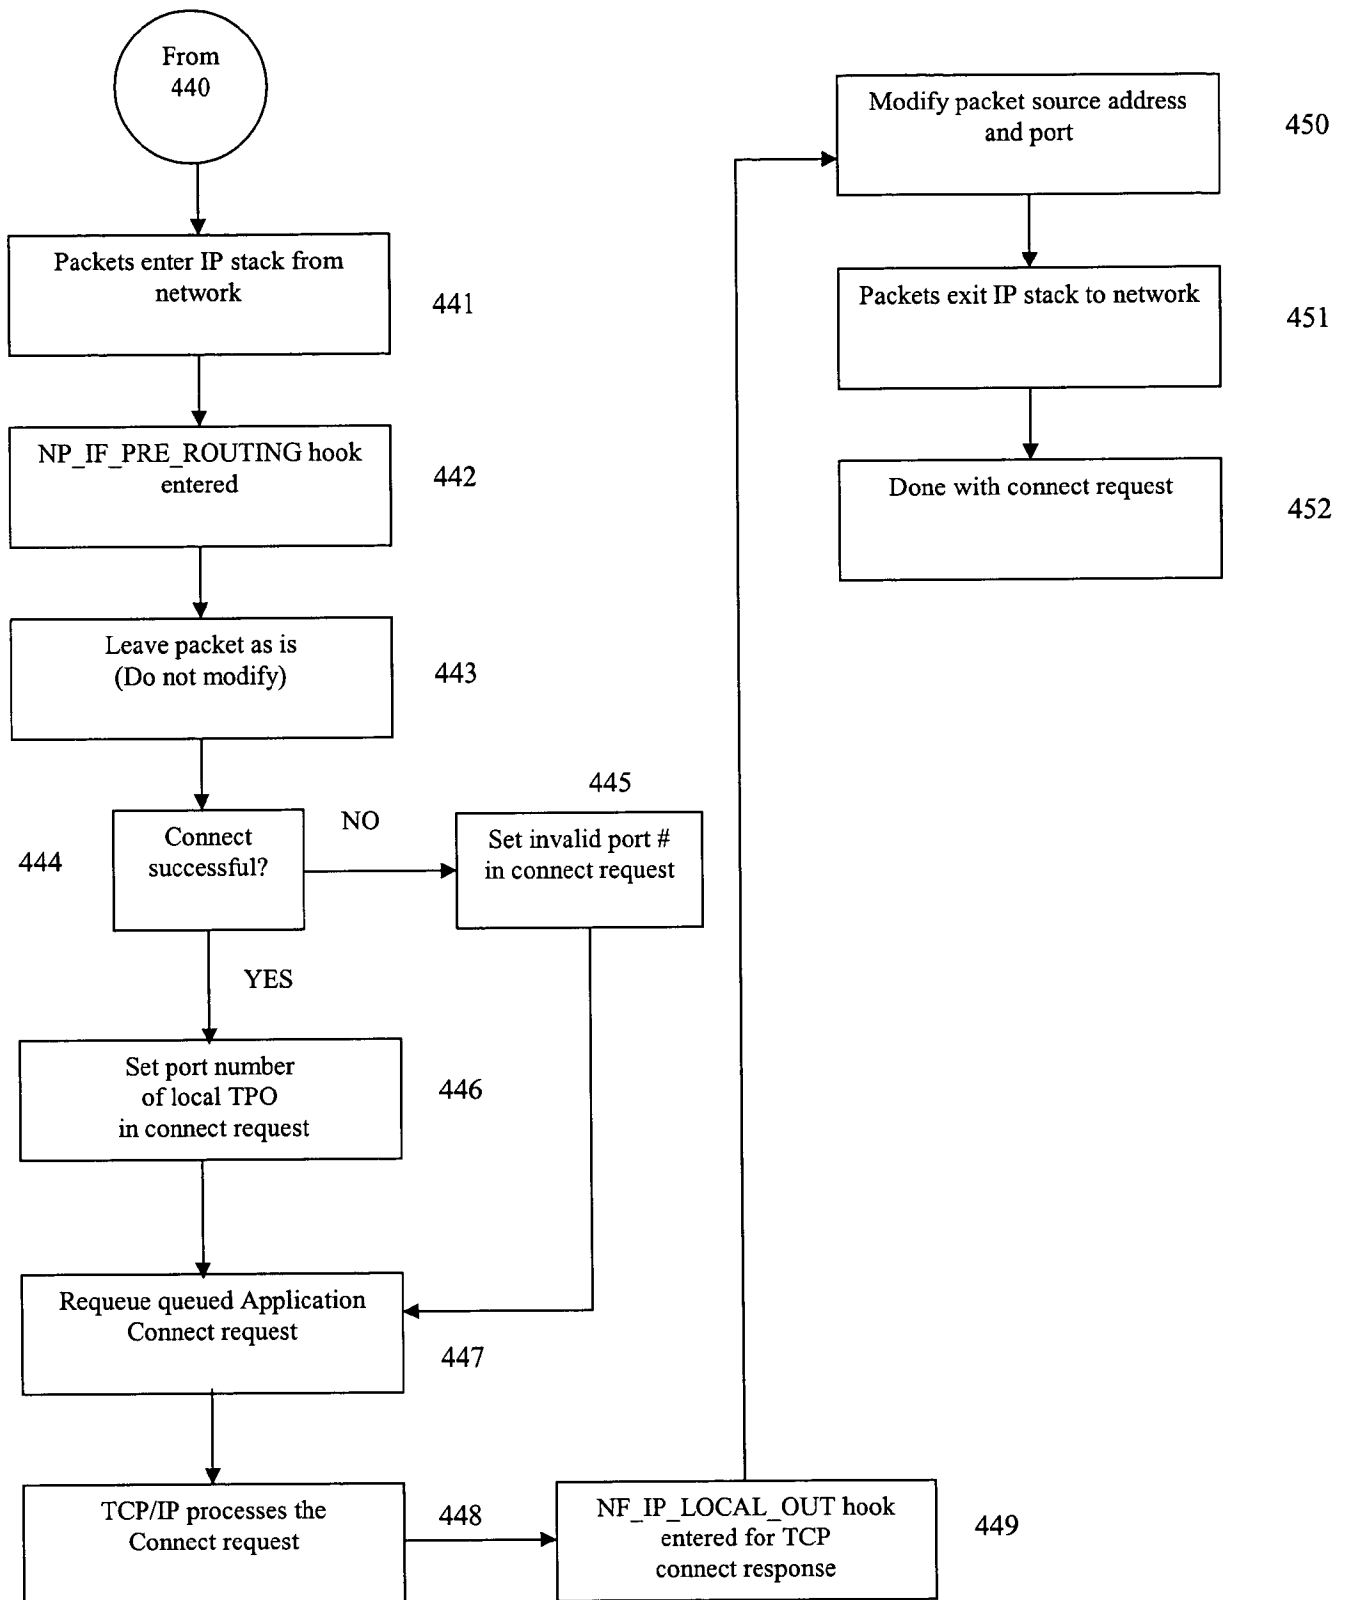 From
440
Packets enter IP stack from
network
441
NP_IF_PRE_ROUTING hook
entered
442
Leave packet as is
(Do not modify)
443
444
Connect
successful?
NO
445
Set invalid port #
in connect request
YES
Set port number
of local TPO
in connect request
446
Requeue queued Application
Connect request
447
TCP/IP processes the
Connect request
448
NF_IP_LOCAL_OUT hook
entered for TCP
connect response
449
Modify packet source address
and port
450
Packets exit IP stack to network
451
Done with connect request
452